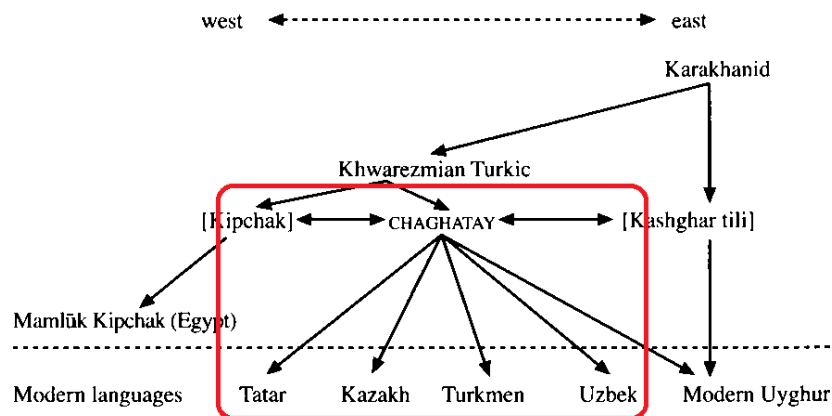 west east
Karakhanid
Khwarezmian Turkic
[Kipchak] CHAGHATAY [Kashghar tili]
Mamlūk Kipchak (Egypt)
Modern languages Tatar Kazakh Turkmen Uzbek Modern Uyghur